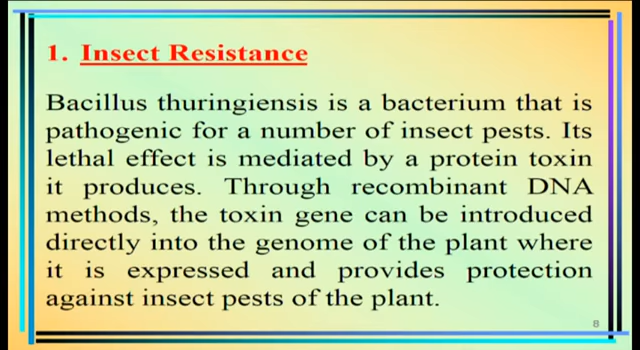 1. Insect Resistance
Bacillus thuringiensis is a bacterium that is
pathogenic for a number of insect pests. Its
lethal effect is mediated by a protein toxin
it produces. Through recombinant DNA
methods, the toxin gene can be introduced
directly into the genome of the plant where
it is expressed and provides protection
against insect pests of the plant.
8